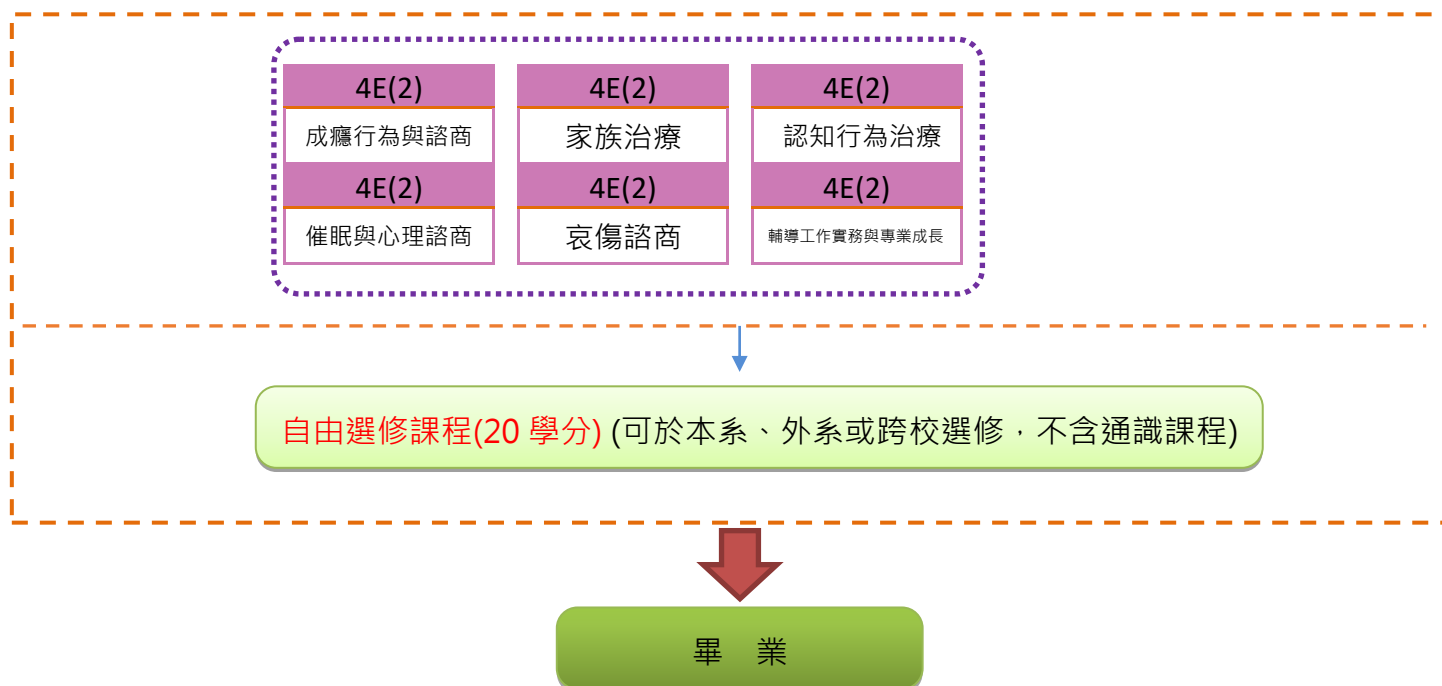 4E(2) 4E(2) 4E(2)
成癮行為與諮商 家族治療 認知行為治療
4E(2) 4E(2) 4E(2)
催眠與心理諮商 哀傷諮商 輔導工作實務與專業成長
自由選修課程(20 學分) (可於本系、外系或跨校選修，不含通識課程)
畢 業